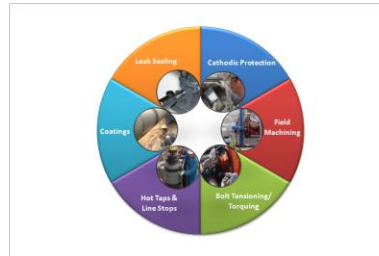 Leak Sealing
Cathodic Protection
Coatings
Field
Machining
Hot Taps &
Line Stops
Bolt Tensioning/
Torquing